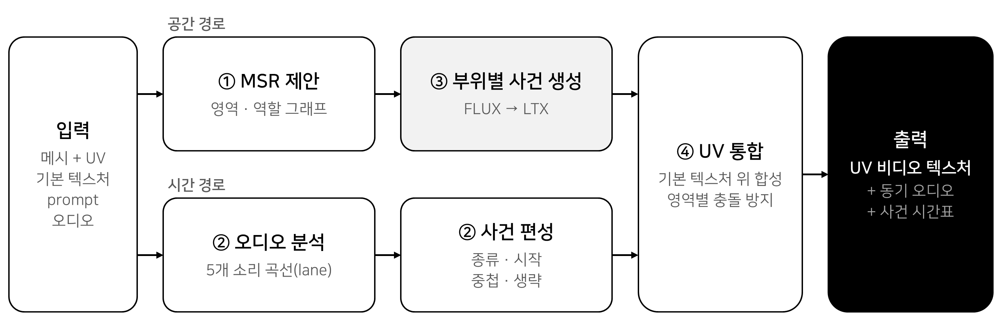 입력
메시 + UV
기본 텍스처
prompt
오디오
공간 경로
① MSR 제안
영역 · 역할 그래프
③ 부위별 사건 생성
FLUX → LTX
시간 경로
② 오디오 분석
5개 소리 곡선(lane)
② 사건 편성
종류 · 시작
중첩 · 생략
④ UV 통합
기본 텍스처 위 합성
영역별 충돌 방지
출력
UV 비디오 텍스처
+ 동기 오디오
+ 사건 시간표